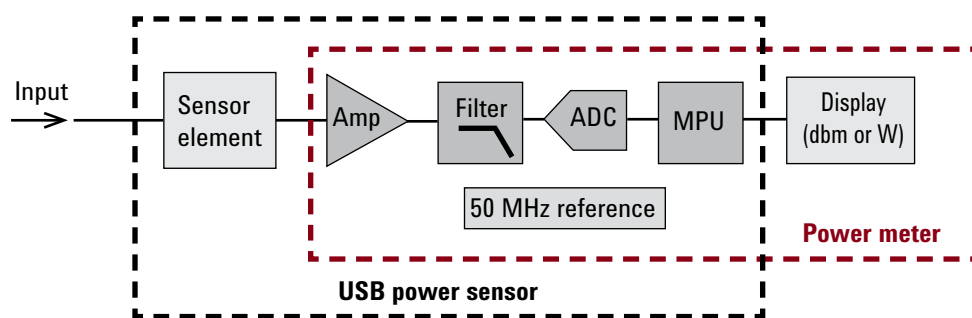 Input
Sensor
element
Amp
Filter
ADC
MPU
Display
(dbm or W)
50 MHz reference
Power meter
USB power sensor